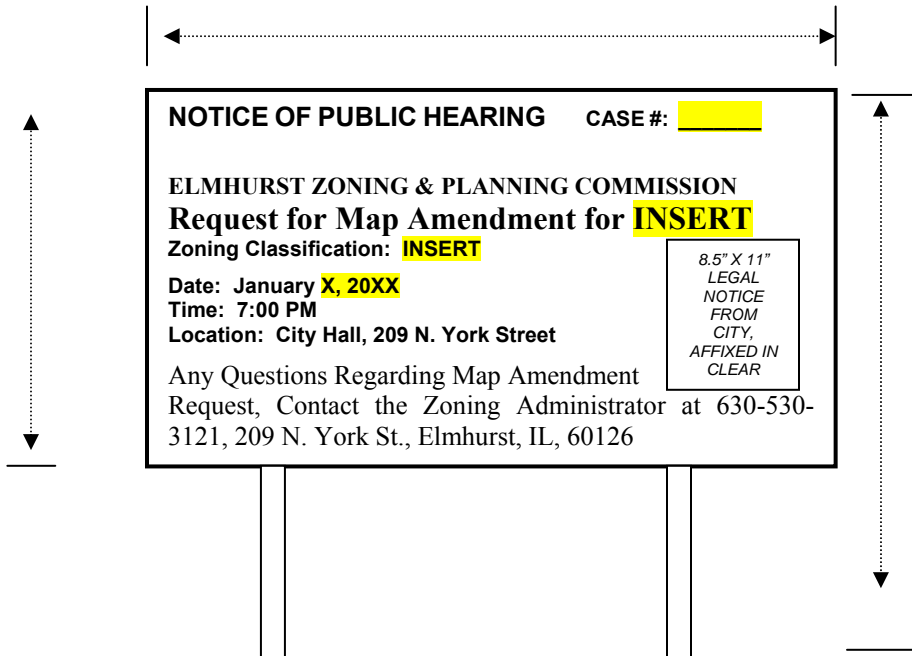 NOTICE OF PUBLIC HEARING CASE #: _______
ELMHURST ZONING & PLANNING COMMISSION
Request for Map Amendment for INSERT
Zoning Classification: INSERT
Date: January X, 20XX
Time: 7:00 PM
Location: City Hall, 209 N. York Street
8.5” X 11”
LEGAL
NOTICE
FROM
CITY,
AFFIXED IN
CLEAR
Any Questions Regarding Map Amendment
Request, Contact the Zoning Administrator at 630-530-
3121, 209 N. York St., Elmhurst, IL, 60126